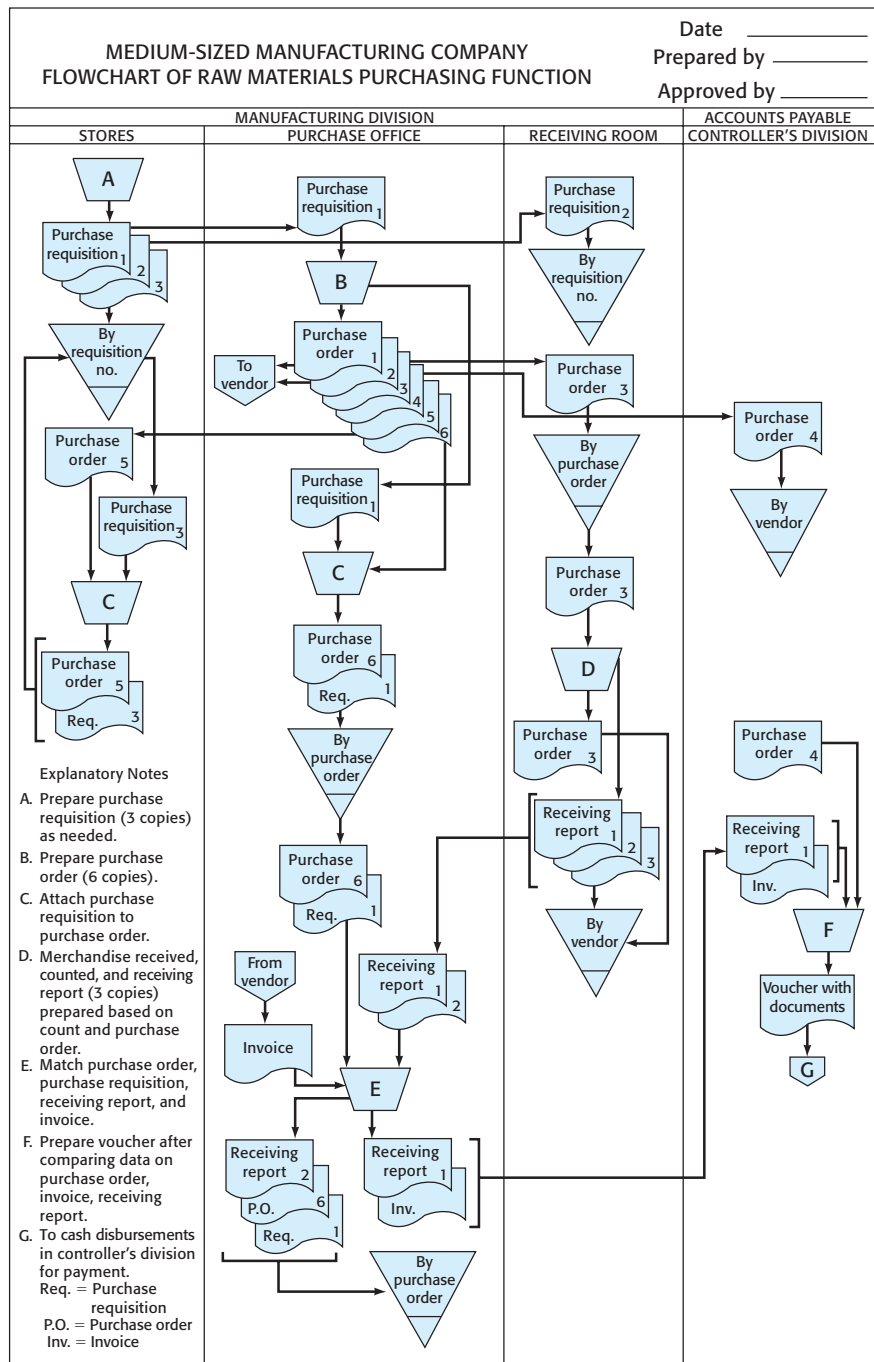 MEDIUM-SIZED MANUFACTURING COMPANY
FLOWCHART OF RAW MATERIALS PURCHASING FUNCTION
Date
Prepared by
Approved by
MANUFACTURING DIVISION
ACCOUNTS PAYABLE
STORES
PURCHASE OFFICE
RECEIVING ROOM
CONTROLLER'S DIVISION
A
Purchase
requisition 1
2
3
By
requisition
no.
Purchase
order 5
Purchase
requisition 3
C
Purchase
order 5
Req. 3
Explanatory Notes
A. Prepare purchase
requisition (3 copies)
as needed.
B. Prepare purchase
order (6 copies).
C. Attach purchase
requisition to
purchase order.
D. Merchandise received,
counted, and receiving
report (3 copies)
prepared based on
count and purchase
order.
E. Match purchase order,
purchase requisition,
receiving report, and
invoice.
F. Prepare voucher after
comparing data on
purchase order,
invoice, receiving
report.
G. To cash disbursements
in controller's division
for payment.
Req. = Purchase
requisition
P.O. = Purchase order
Inv. = Invoice
Purchase
requisition 1
B
Purchase
order 1
2
3
4
5
6
To
vendor
Purchase
requisition
1
C
Purchase
order 6
Req. 1
By
purchase
order
Purchase
order 6
Req. 1
From
vendor
Invoice
Receiving
report 1
2
E
Receiving
report 2
P.O. 6
Req. 1
Receiving
report 1
Inv.
By
purchase
order
Purchase
requisition 2
By
requisition
no.
Purchase
order 3
By
purchase
order
Purchase
order 3
D
Purchase
order 3
Receiving
report 1
2
3
By
vendor
Purchase
order 4
By
vendor
Purchase
order 4
Receiving
report 1
Inv.
F
Voucher with
documents
G